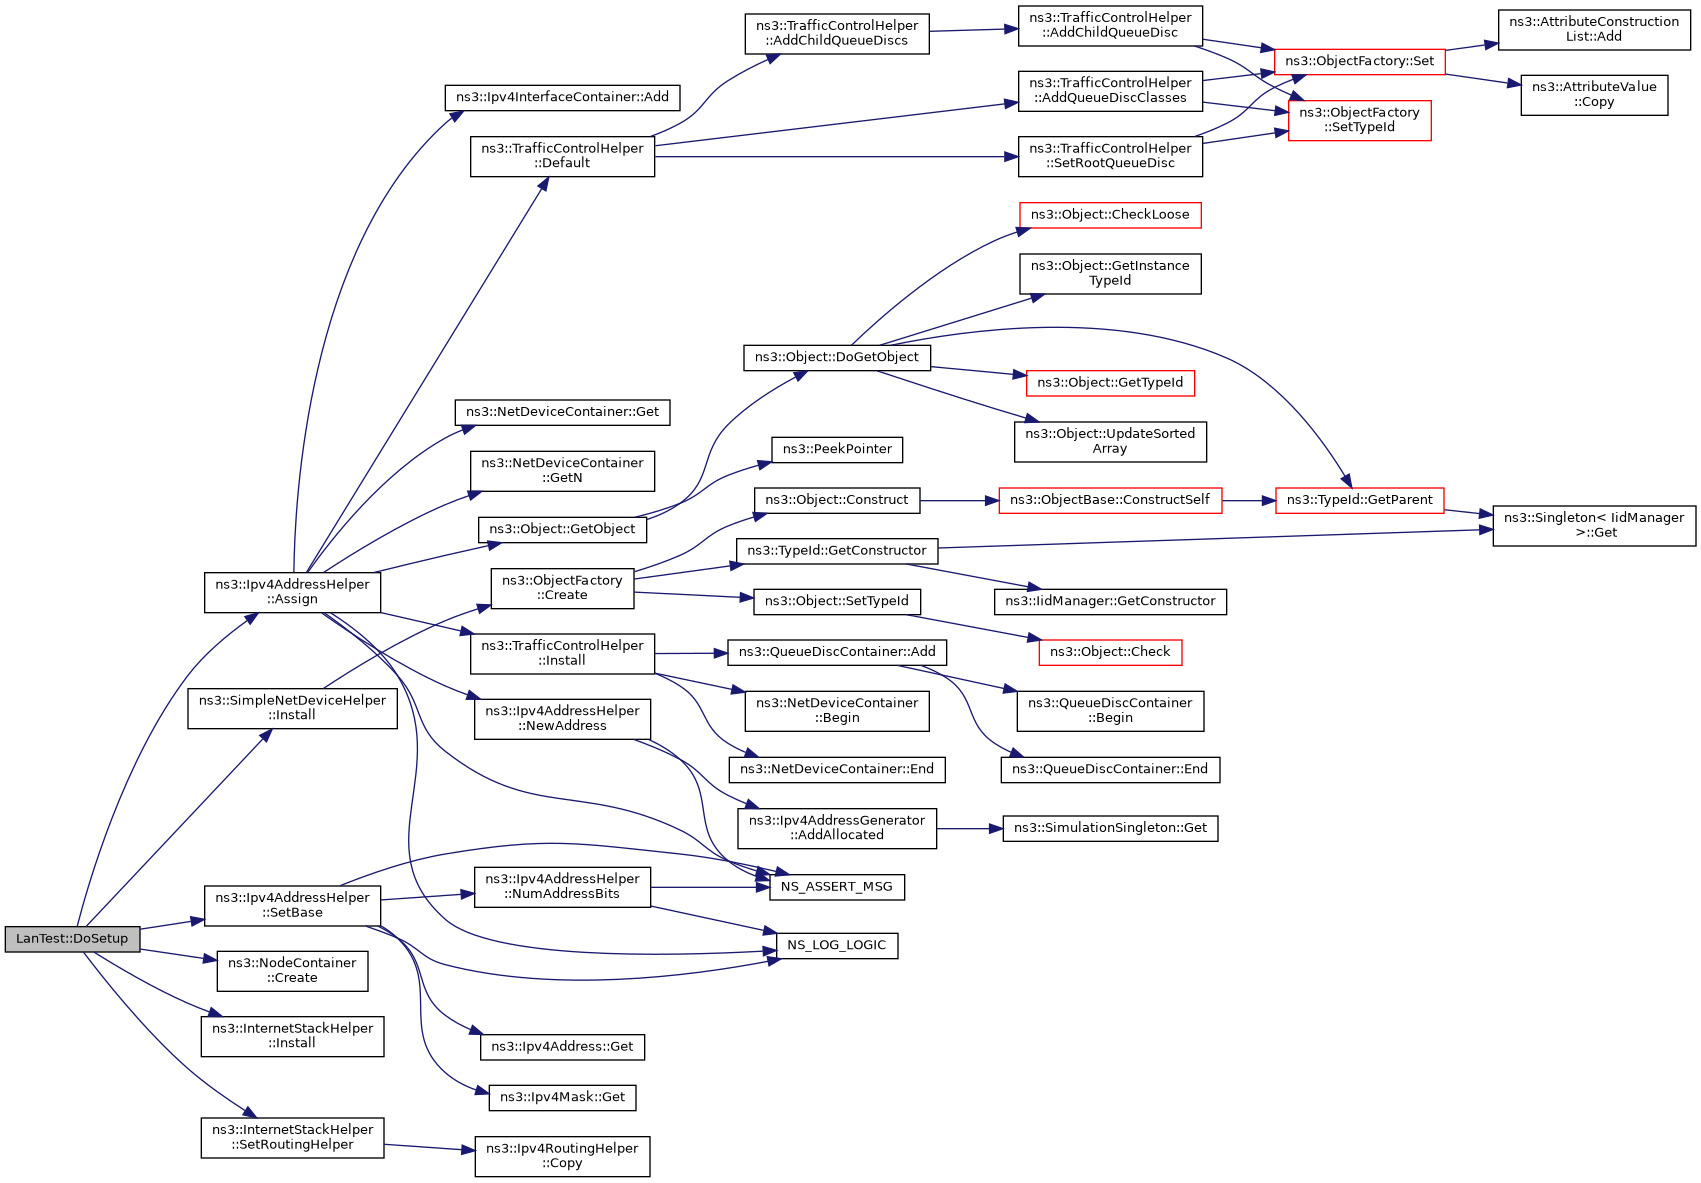 LanTest::DoSetup
ns3::Ipv4AddressHelper
::Assign
ns3::SimpleNetDeviceHelper
::Install
ns3::Ipv4AddressHelper
::SetBase
ns3::NodeContainer
::Create
ns3::InternetStackHelper
::Install
ns3::InternetStackHelper
::SetRoutingHelper
ns3::Ipv4InterfaceContainer::Add
ns3::TrafficControlHelper
::Default
ns3::NetDeviceContainer::Get
ns3::NetDeviceContainer
::GetN
ns3::Object::GetObject
ns3::ObjectFactory
::Create
ns3::TrafficControlHelper
::Install
ns3::Ipv4AddressHelper
::NewAddress
ns3::Ipv4AddressHelper
::NumAddressBits
ns3::Ipv4Address::Get
ns3::Ipv4Mask::Get
ns3::Ipv4RoutingHelper
::Copy
ns3::TrafficControlHelper
::AddChildQueueDiscs
ns3::Object::DoGetObject
ns3::PeekPointer
ns3::Object::Construct
ns3::TypeId::GetConstructor
ns3::Object::SetTypeId
ns3::QueueDiscContainer::Add
ns3::NetDeviceContainer
::Begin
ns3::NetDeviceContainer::End
ns3::Ipv4AddressGenerator
::AddAllocated
NS_ASSERT_MSG
NS_LOG_LOGIC
ns3::TrafficControlHelper
::AddChildQueueDisc
ns3::TrafficControlHelper
::AddQueueDiscClasses
ns3::TrafficControlHelper
::SetRootQueueDisc
ns3::Object::CheckLoose
ns3::Object::GetInstance
TypeId
ns3::Object::GetTypeId
ns3::Object::UpdateSorted
Array
ns3::ObjectBase::ConstructSelf
ns3::IidManager::GetConstructor
ns3::Object::Check
ns3::QueueDiscContainer
::Begin
ns3::QueueDiscContainer::End
ns3::SimulationSingleton::Get
ns3::ObjectFactory::Set
ns3::ObjectFactory
::SetTypeId
ns3::TypeId::GetParent
ns3::AttributeConstruction
List::Add
ns3::AttributeValue
::Copy
ns3::Singleton< IidManager
>::Get